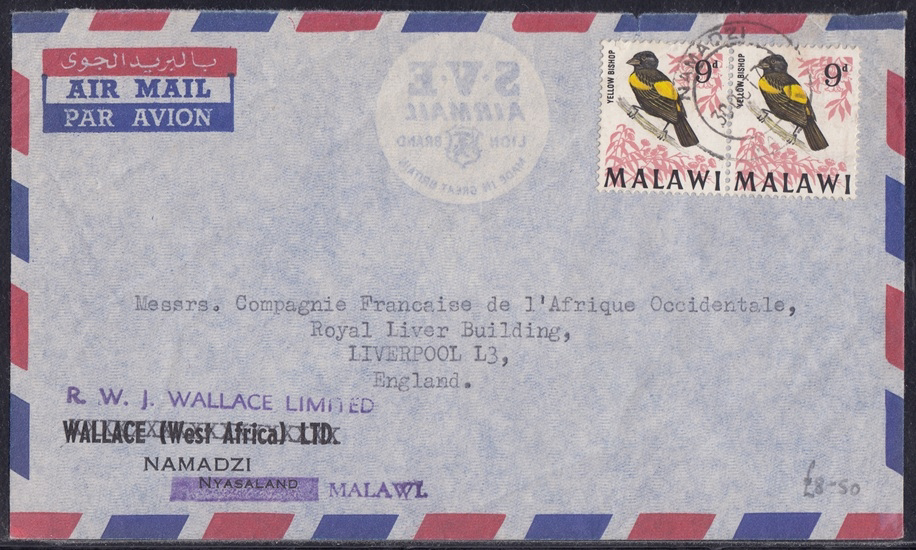 بالبريد الجوى
AIR MAIL
PAR AVION
S.V.E
AIRMAIL
LION BRAND
MADE IN GREAT BRITAIN
YELLOW BISHOP
9d
MALAWI
YELLOW BISHOP
9d
MALAWI
NAMADZI
Messrs. Compagnie Francaise de l'Afrique Occidentale,
Royal Liver Building,
LIVERPOOL L3,
England.
R. W. J. WALLACE LIMITED
WALLACE (West Africa) LTD.
NAMADZI
NYASALAND MALAWI.
£8-50